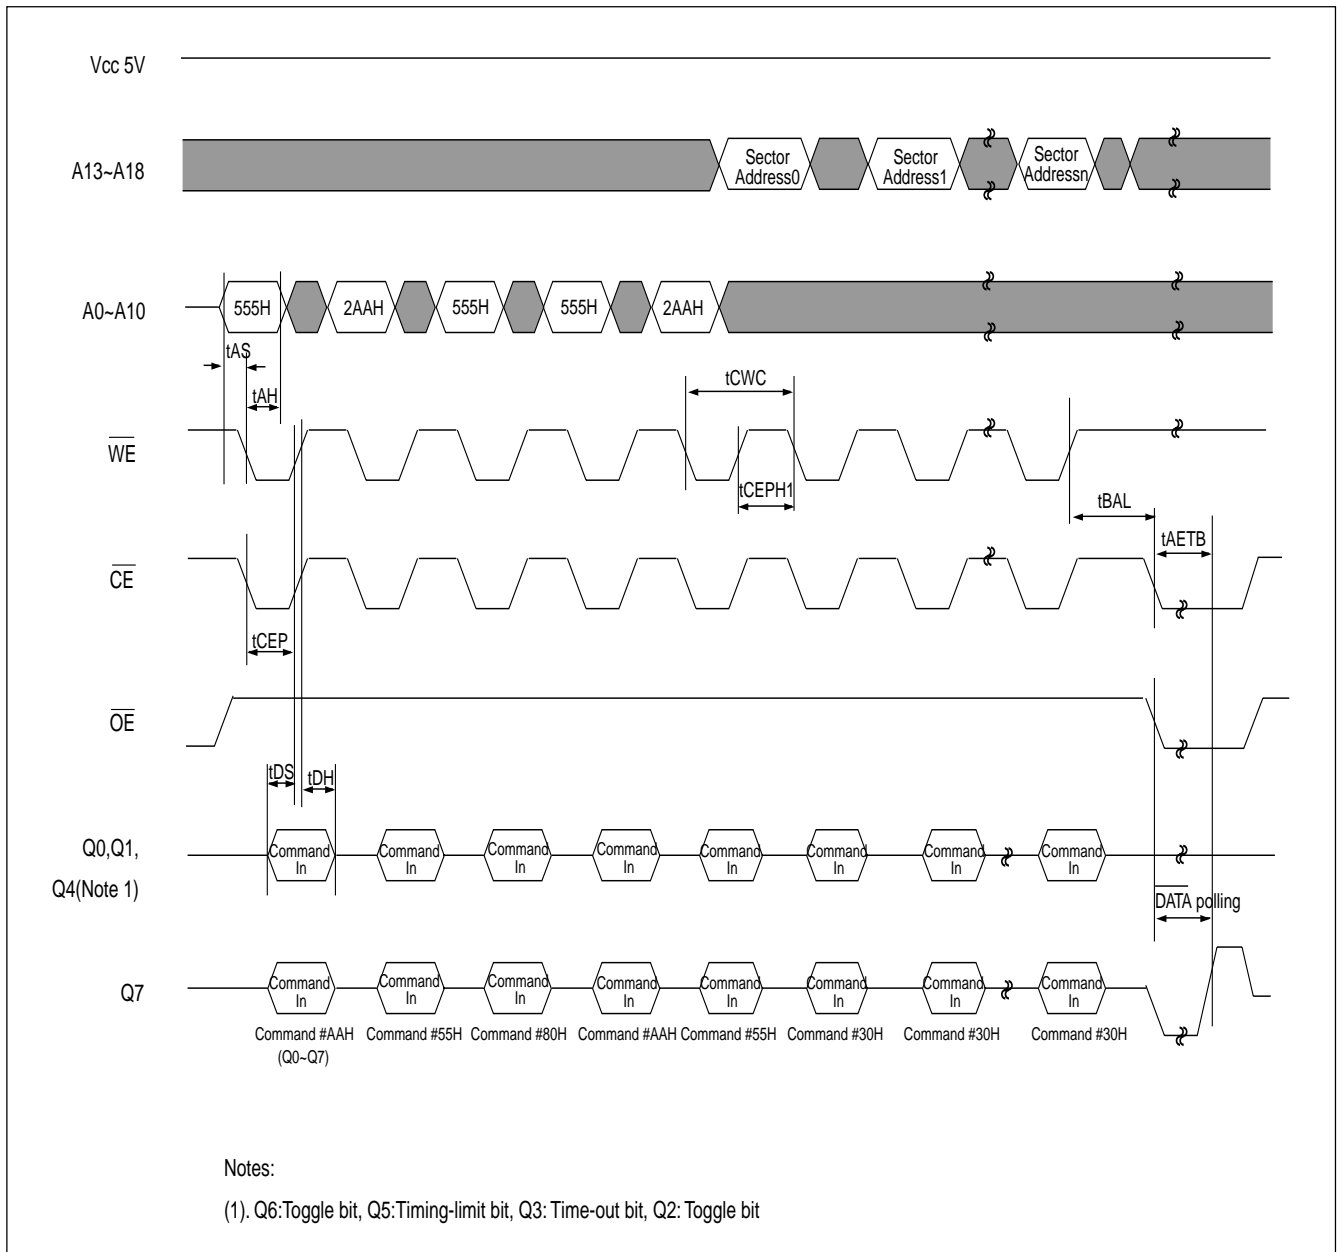 Vcc 5V
A13~A18
Sector
Address0
Sector
Address1
Sector
Addressn
A0~A10
555H
2AAH
555H
555H
2AAH
tAS
tAH
tCWC
WE
tCEPH1
tBAL
tAETB
CE
tCEP
OE
tDS
tDH
Q0,Q1,
Q4(Note 1)
Command
In
Command
In
Command
In
Command
In
Command
In
Command
In
Command
In
Command
In
DATA polling
Q7
Command
In
Command
In
Command
In
Command
In
Command
In
Command
In
Command
In
Command
In
Command #AAH
(Q0~Q7)
Command #55H
Command #80H
Command #AAH
Command #55H
Command #30H
Command #30H
Command #30H
Notes:
(1). Q6:Toggle bit, Q5:Timing-limit bit, Q3: Time-out bit, Q2: Toggle bit